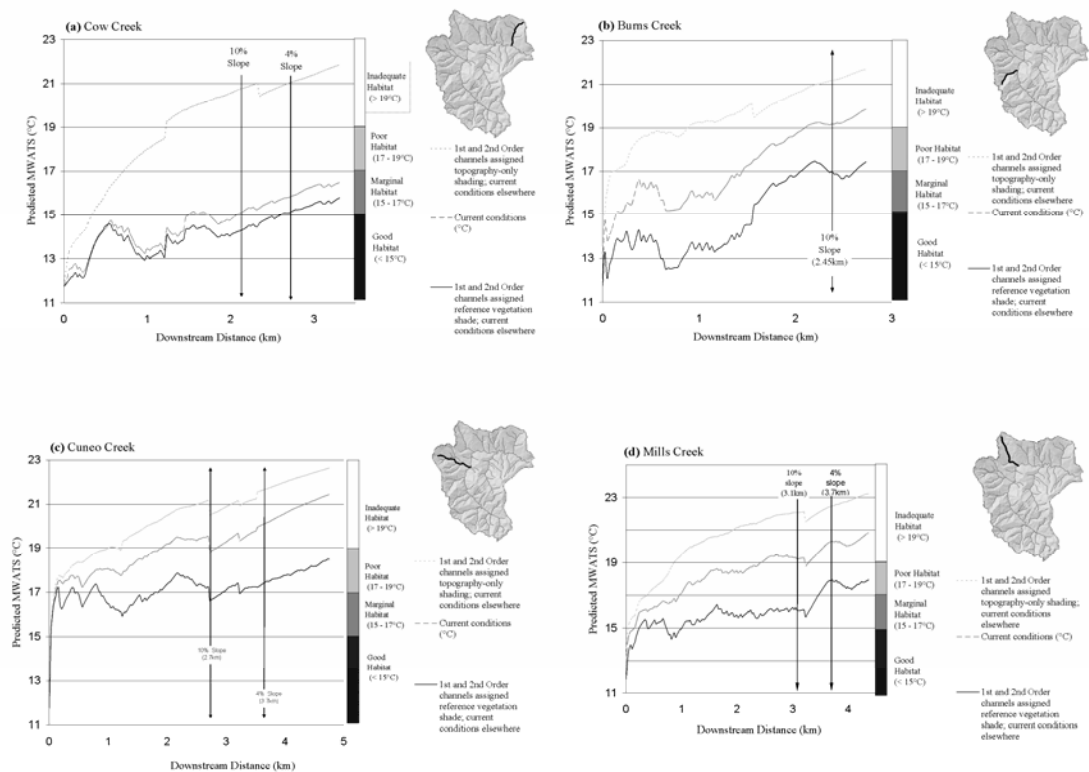 (a) Cow Creek
23
21
19
17
15
13
11
Predicted MWATS (°C)
0
1
2
3
Downstream Distance (km)
10%
Slope
4%
Slope
Inadequate
Habitat
(> 19°C)
Poor
Habitat
(17 - 19°C)
Marginal
Habitat
(15 - 17°C)
Good
Habitat
(< 15°C)
1st and 2nd Order
channels assigned
topography-only
shading; current
conditions elsewhere
Current conditions
(°C)
1st and 2nd Order
channels assigned
reference vegetation
shade; current
conditions elsewhere
(b) Burns Creek
23
21
19
17
15
13
11
Predicted MWATS (°C)
0
1
2
3
Downstream Distance (km)
10%
Slope
(2.45km)
Inadequate
Habitat
(> 19°C)
Poor Habitat
(17 - 19°C)
Marginal
Habitat
(15 - 17°C)
Good
Habitat
(< 15°C)
1st and 2nd Order
channels assigned
topography-only
shading; current
conditions elsewhere
Current conditions
(°C)
1st and 2nd Order
channels assigned
reference vegetation
shade; current
conditions elsewhere
(c) Cuneo Creek
23
21
19
17
15
13
11
Predicted MWATS (°C)
0
1
2
3
4
5
Downstream Distance (km)
10% Slope
(2.7km)
4% Slope
Inadequate
Habitat
(> 19°C)
Poor
Habitat
(17 - 19°C)
Marginal
Habitat
(15 - 17°C)
Good
Habitat
(< 15°C)
1st and 2nd Order
channels assigned
topography-only
shading; current
conditions elsewhere
Current conditions
(°C)
1st and 2nd Order
channels assigned
reference vegetation
shade; current
conditions elsewhere
(d) Mills Creek
23
21
19
17
15
13
11
Predicted MWATS (°C)
0
1
2
3
4
Downstream Distance (km)
10%
slope
(3.1km)
4%
slope
(3.7km)
Inadequate
Habitat
(> 19°C)
Poor Habitat
(17 - 19°C)
Marginal
Habitat
(15 - 17°C)
Good
Habitat
(< 15°C)
1st and 2nd Order
channels assigned
topography-only shading;
current conditions
elsewhere
Current conditions (°C)
1st and 2nd Order
channels assigned
reference vegetation
shade; current conditions
elsewhere